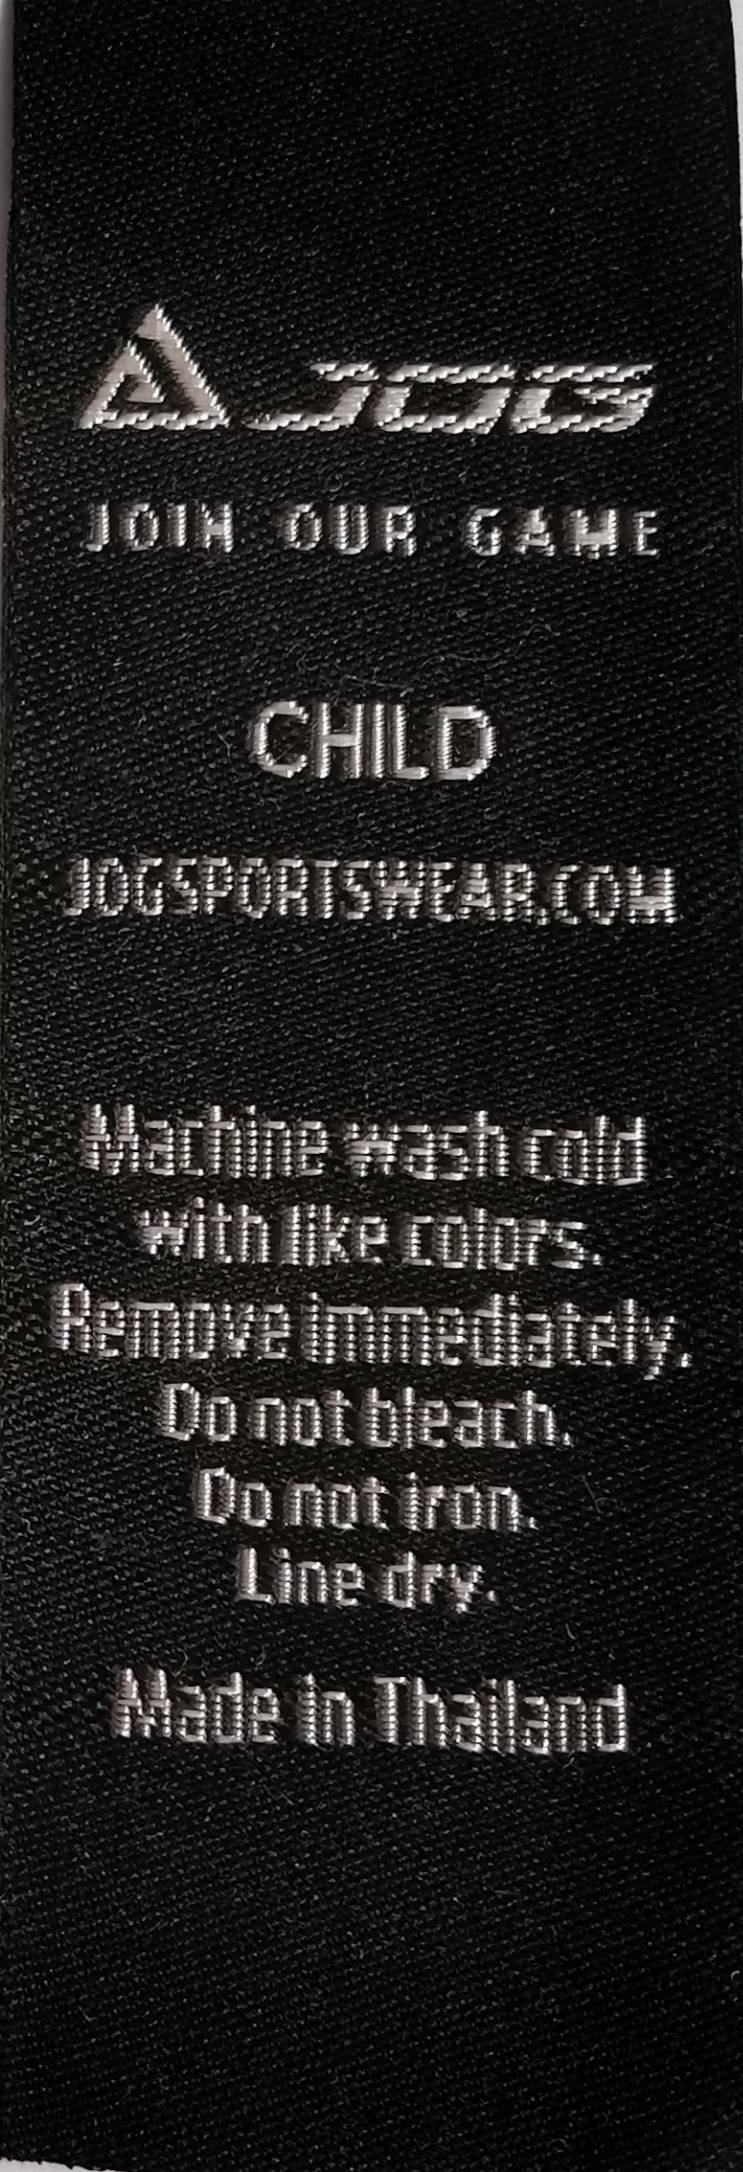 JOG
JOIN OUR GAME
CHILD
JOGSPORTSWEAR.COM
Machine wash cold
with like colors.
Remove immediately.
Do not bleach.
Do not iron.
Line dry.
Made in Thailand